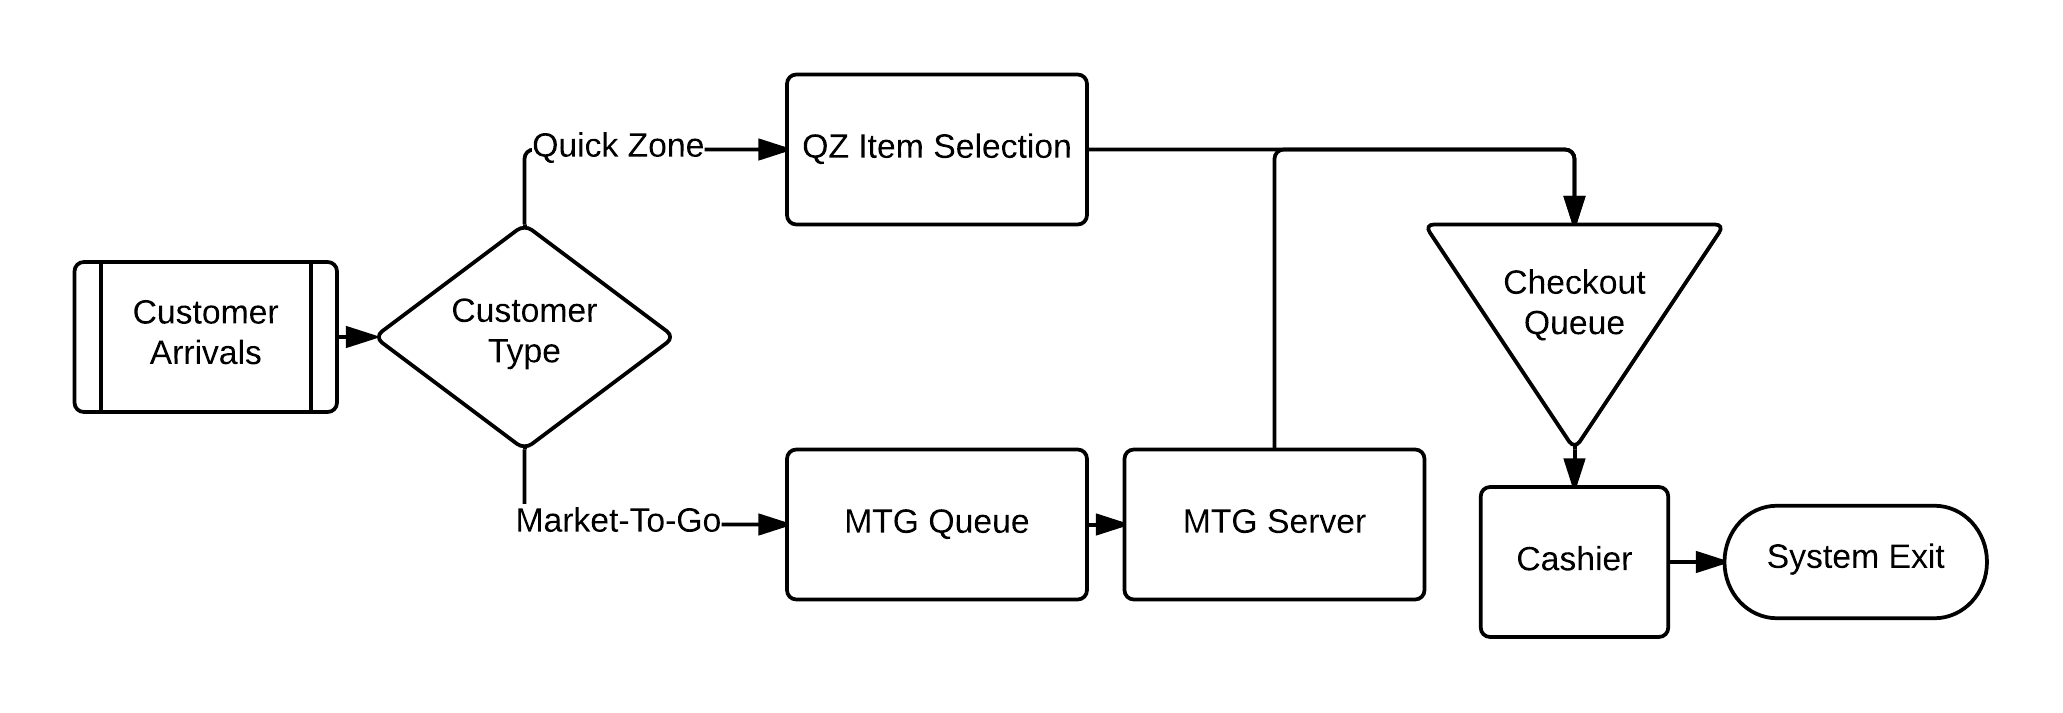 Quick Zone
QZ Item Selection
Customer
Arrivals
Customer
Type
Checkout
Queue
Market-To-Go
MTG Queue
MTG Server
Cashier
System Exit